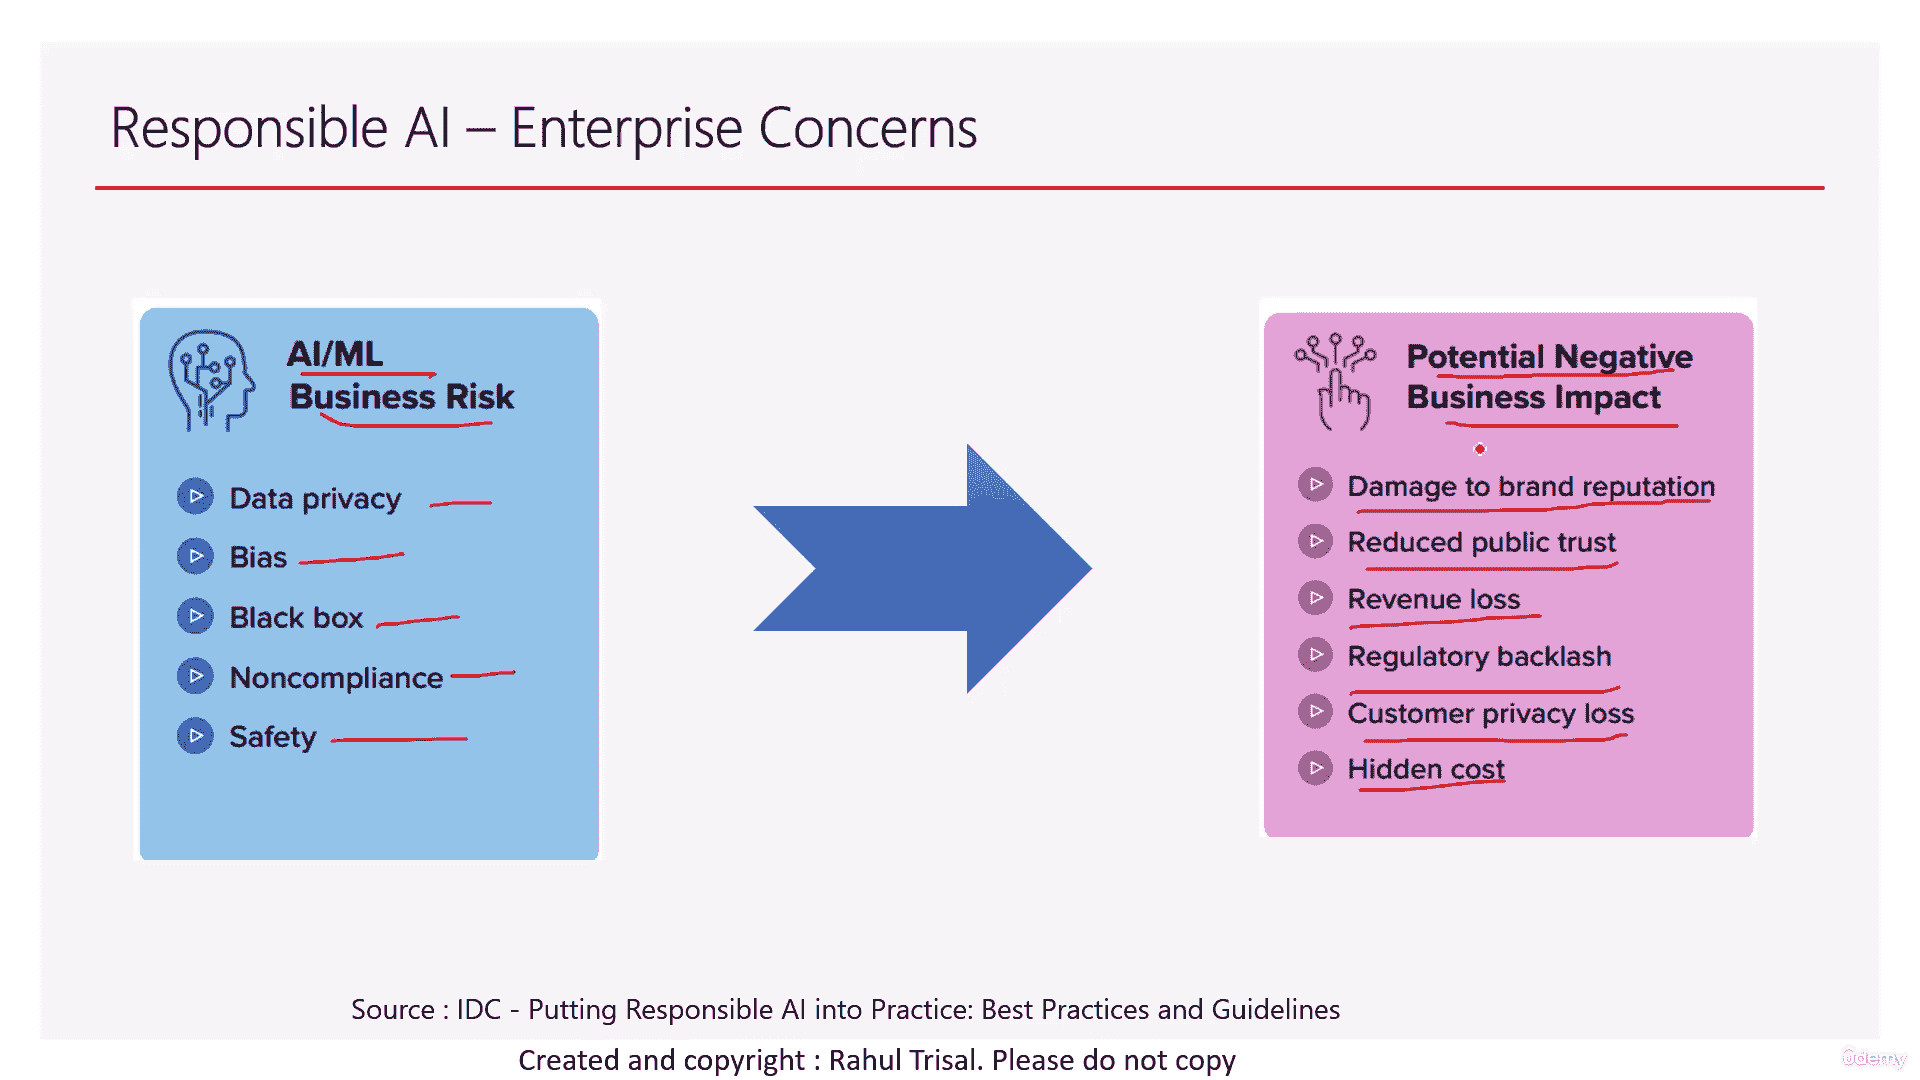 Responsible AI – Enterprise Concerns
AI/ML
Business Risk
Data privacy
Bias
Black box
Noncompliance
Safety
Potential Negative
Business Impact
Damage to brand reputation
Reduced public trust
Revenue loss
Regulatory backlash
Customer privacy loss
Hidden cost
Source : IDC - Putting Responsible AI into Practice: Best Practices and Guidelines
Created and copyright : Rahul Trisal. Please do not copy
ûdemy